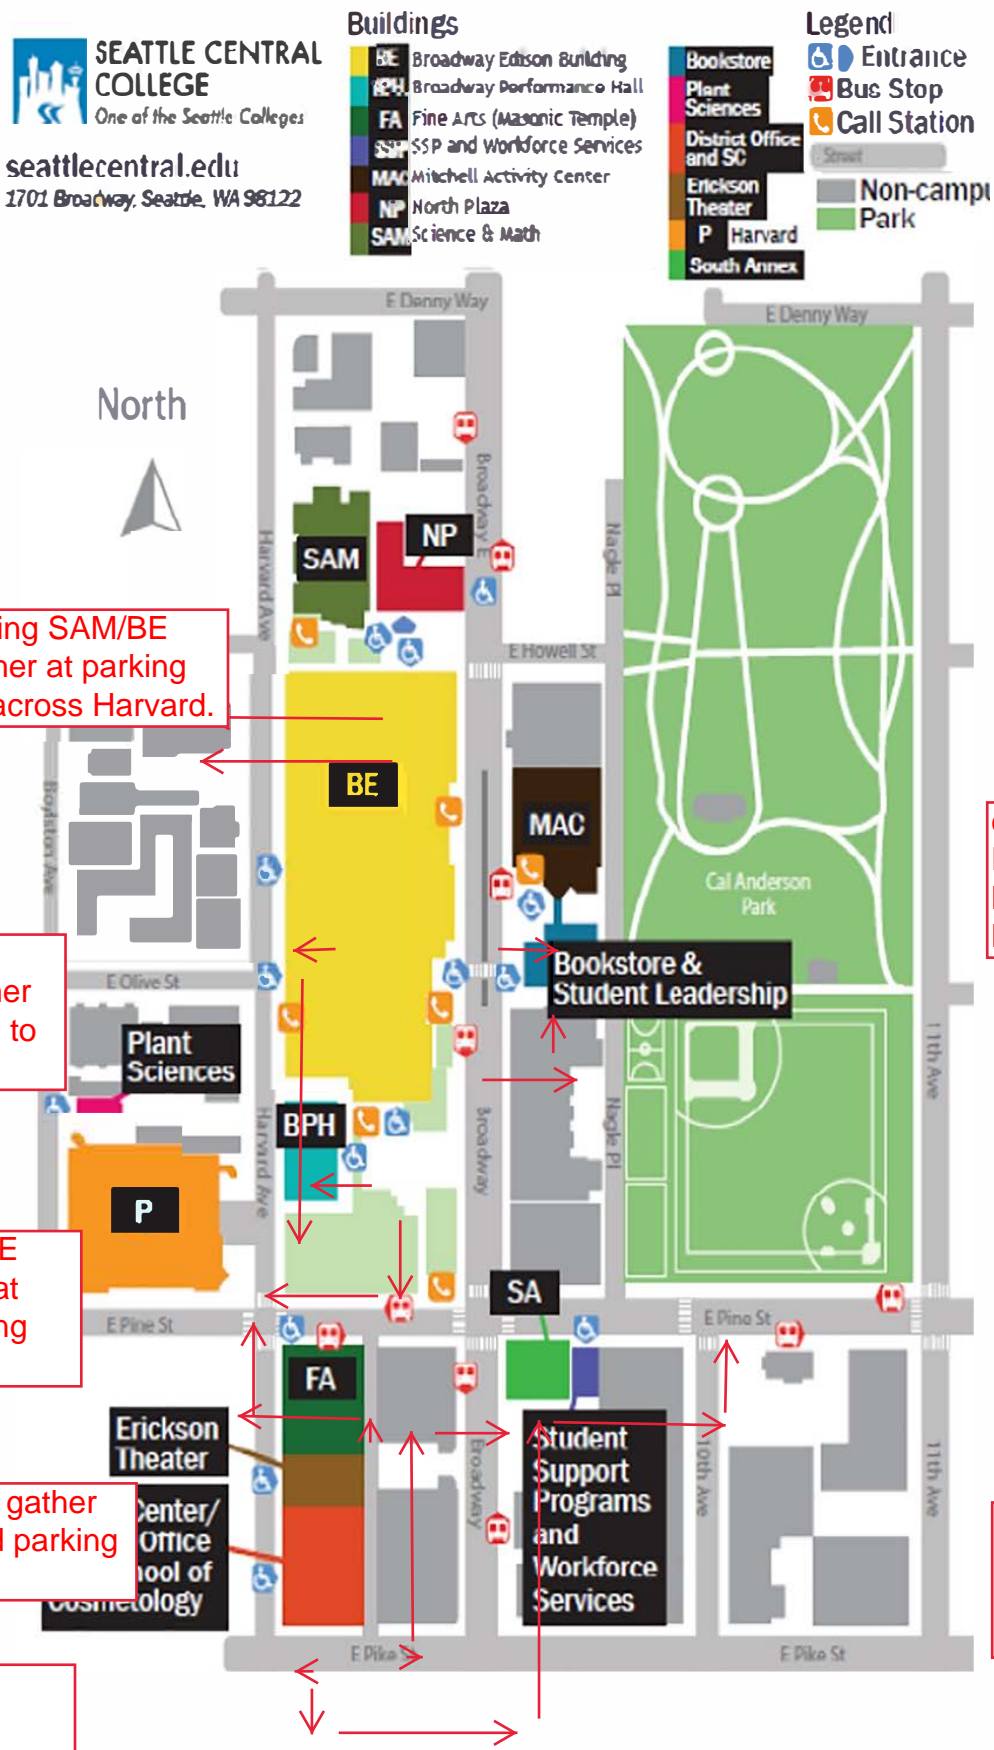 SEATTLE CENTRAL
COLLEGE
One of the Seattle Colleges
seattlecentral.edu
1701 Broadway, Seattle, WA 98122
Buildings
BE Broadway Edison Building
BPH Broadway Performance Hall
FA Fine Arts (Masonic Temple)
SSP SSP and Workforce Services
MAC Mitchell Activity Center
NP North Plaza
SAM Science & Math
Bookstore
Plant
Sciences
District Office
and SC
Erickson
Theater
P Harvard
South Annex
Legend
Entrance
Bus Stop
Call Station
Street
Non-campu
Park
E Denny Way
E Denny Way
North
Broadway E
Harvard Ave
Nagle Pl
SAM
NP
E Howell St
ing SAM/BE
her at parking
across Harvard.
BE
MAC
Boylston Ave
Cal Anderson
Park
Bookstore &
Student Leadership
E Olive St
her
to
Plant
Sciences
BPH
Harvard Ave
Broadway
Nagle Pl
11th Ave
P
E
at
ng
SA
E Pine St
E Pine St
FA
Erickson
Theater
Student
Support
Programs
and
Workforce
Services
Broadway
10th Ave
11th Ave
gather
parking
Center/
Office
hool of
Cosmetology
E Pike St
E Pike St